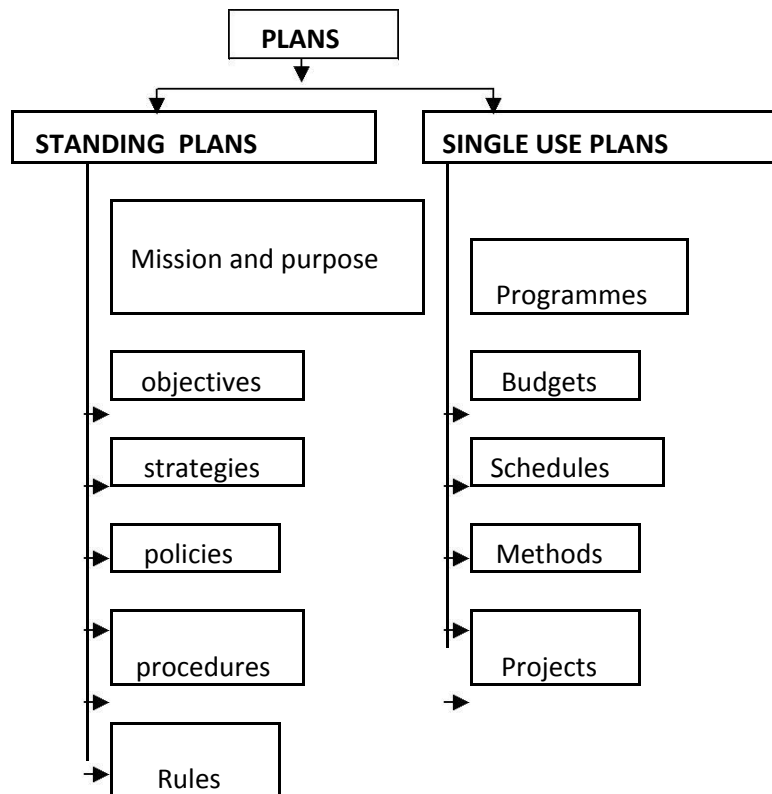 PLANS
STANDING PLANS
SINGLE USE PLANS
Mission and purpose
objectives
strategies
policies
procedures
Rules
Programmes
Budgets
Schedules
Methods
Projects